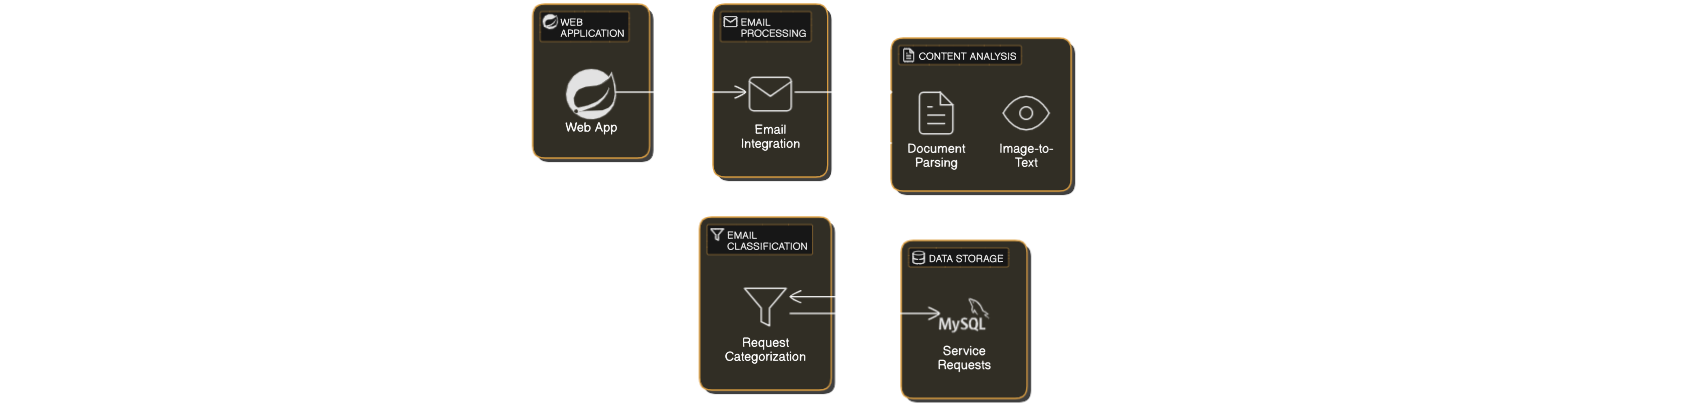 WEB
APPLICATION
Web App
EMAIL
PROCESSING
Email
Integration
CONTENT ANALYSIS
Document
Parsing
Image-to-
Text
EMAIL
CLASSIFICATION
Request
Categorization
DATA STORAGE
MySQL
Service
Requests